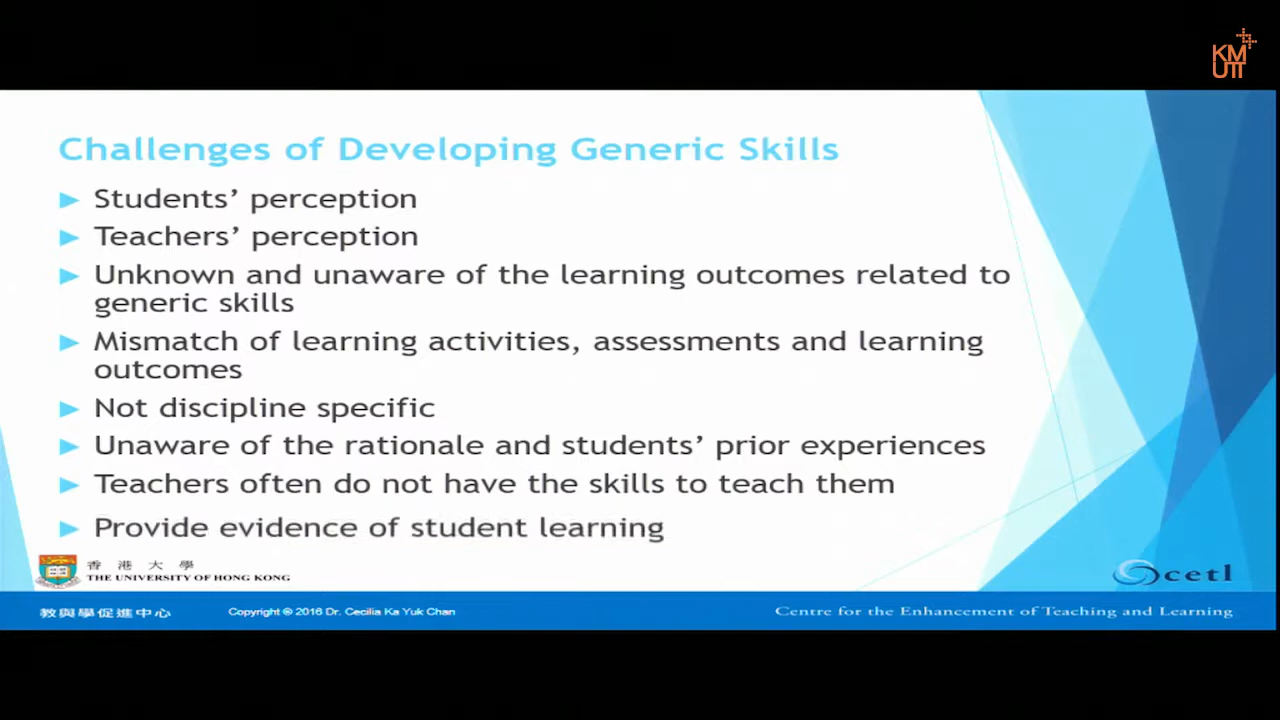 KM
UTT
Challenges of Developing Generic Skills
Students’ perception
Teachers’ perception
Unknown and unaware of the learning outcomes related to
generic skills
Mismatch of learning activities, assessments and learning
outcomes
Not discipline specific
Unaware of the rationale and students’ prior experiences
Teachers often do not have the skills to teach them
Provide evidence of student learning
香港大學
THE UNIVERSITY OF HONG KONG
cetl
教與學促進中心
Copyright © 2016 Dr. Cecilia Ka Yuk Chan
Centre for the Enhancement of Teaching and Learning